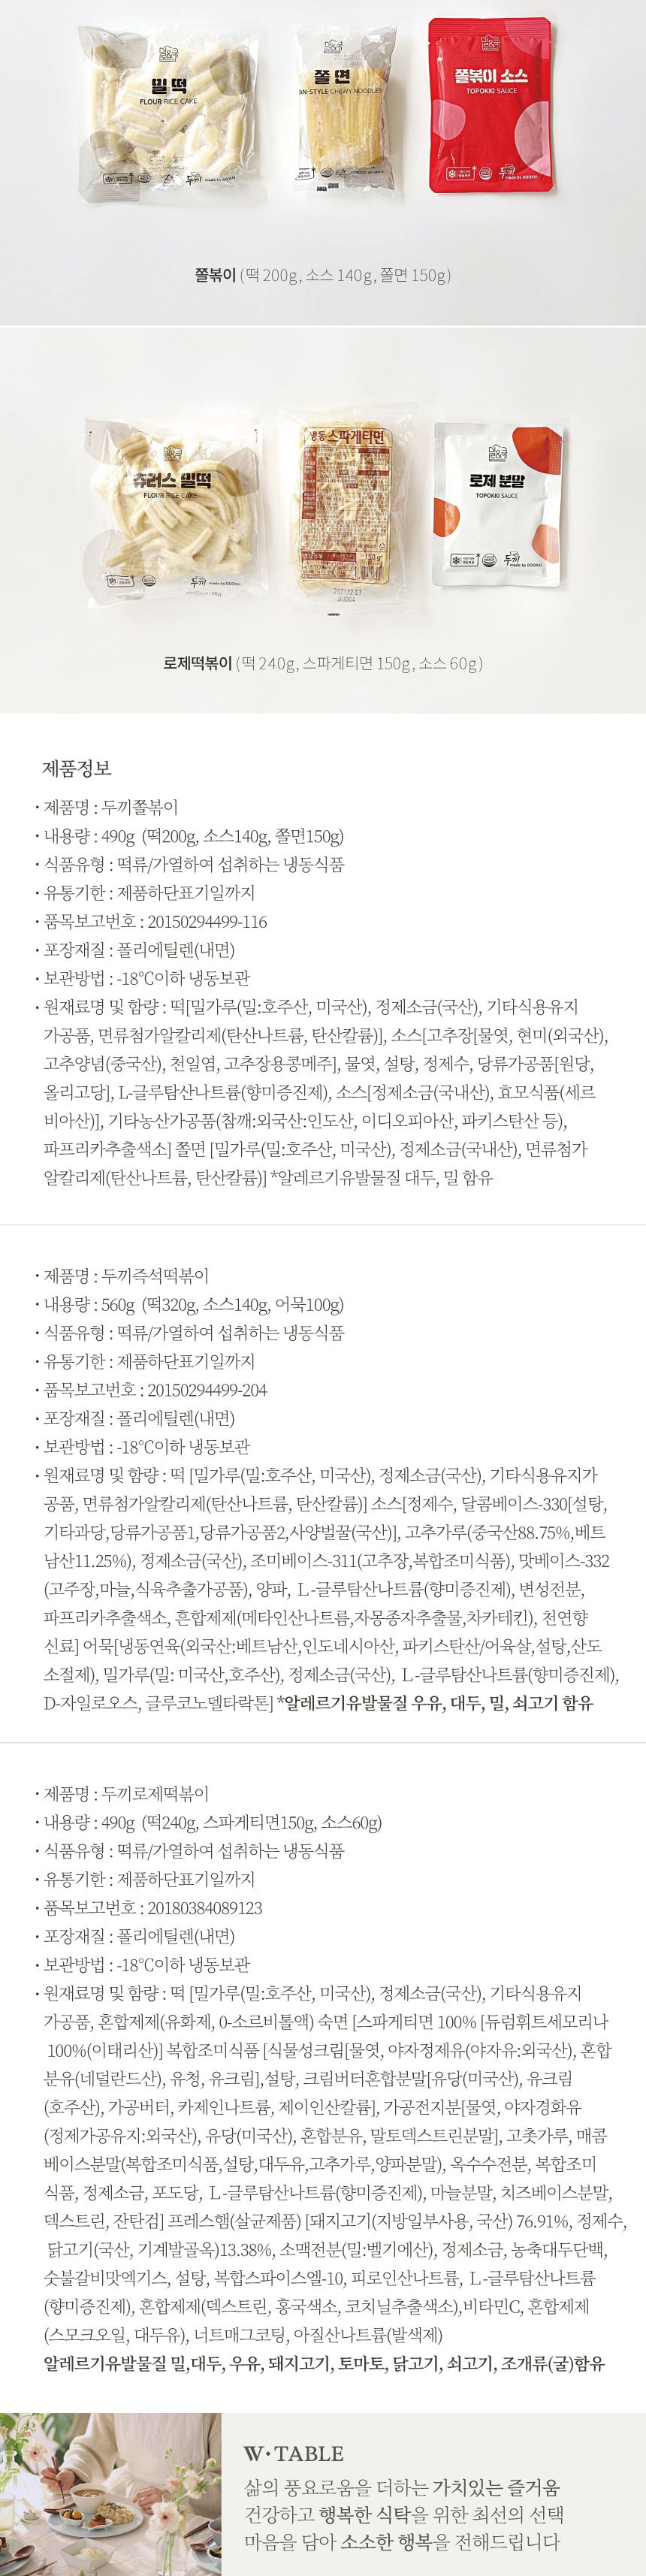 밀떡
FLOUR RICE CAKE
두끼 made by DOOKKI
쫄면
AN-STYLE CHEWY NOODLES
쫄볶이 소스
TOPOKKI SAUCE
두끼 made by DOOKKI
쫄볶이 (떡 200g, 소스 140g, 쫄면 150g)
츄러스 밀떡
FLOUR RICE CAKE
두끼 made by DOOKKI
냉동스파게티면
150g
2021.12.07
로제 분말
TOPOKKI SAUCE
두끼 made by DOOKKI
로제떡볶이 (떡 240g, 스파게티면 150g, 소스 60g)
제품정보
· 제품명 : 두끼쫄볶이
· 내용량 : 490g (떡200g, 소스140g, 쫄면150g)
· 식품유형 : 떡류/가열하여 섭취하는 냉동식품
· 유통기한 : 제품하단표기일까지
· 품목보고번호 : 20150294499-116
· 포장재질 : 폴리에틸렌(내면)
· 보관방법 : -18℃이하 냉동보관
· 원재료명 및 함량 : 떡[밀가루(밀:호주산, 미국산), 정제소금(국산), 기타식용유지
가공품, 면류첨가알칼리제(탄산나트륨, 탄산칼륨)], 소스[고추장[물엿, 현미(외국산),
고추양념(중국산), 천일염, 고추장용콩메주], 물엿, 설탕, 정제수, 당류가공품[원당,
올리고당], L-글루탐산나트륨(향미증진제), 소스[정제소금(국내산), 효모식품(세르
비아산)], 기타농산가공품(참깨:외국산:인도산, 이디오피아산, 파키스탄산 등),
파프리카추출색소] 쫄면 [밀가루(밀:호주산, 미국산), 정제소금(국내산), 면류첨가
알칼리제(탄산나트륨, 탄산칼륨)] *알레르기유발물질 대두, 밀 함유
· 제품명 : 두끼즉석떡볶이
· 내용량 : 560g (떡320g, 소스140g, 어묵100g)
· 식품유형 : 떡류/가열하여 섭취하는 냉동식품
· 유통기한 : 제품하단표기일까지
· 품목보고번호 : 20150294499-204
· 포장재질 : 폴리에틸렌(내면)
· 보관방법 : -18℃이하 냉동보관
· 원재료명 및 함량 : 떡 [밀가루(밀:호주산, 미국산), 정제소금(국산), 기타식용유지가
공품, 면류첨가알칼리제(탄산나트륨, 탄산칼륨)] 소스[정제수, 달콤베이스-330[설탕,
기타과당,당류가공품1,당류가공품2,사양벌꿀(국산)], 고추가루(중국산88.75%,베트
남산11.25%), 정제소금(국산), 조미베이스-311(고추장,복합조미식품), 맛베이스-332
(고주장,마늘,식육추출가공품), 양파, L-글루탐산나트륨(향미증진제), 변성전분,
파프리카추출색소, 흔합제제(메타인산나트륨,자몽종자추출물,차카테킨), 천연향
신료] 어묵[냉동연육(외국산:베트남산,인도네시아산, 파키스탄산/어육살,설탕,산도
소절제), 밀가루(밀: 미국산,호주산), 정제소금(국산), L-글루탐산나트륨(향미증진제),
D-자일로오스, 글루코노델타락톤] *알레르기유발물질 우유, 대두, 밀, 쇠고기 함유
· 제품명 : 두끼로제떡볶이
· 내용량 : 490g (떡240g, 스파게티면150g, 소스60g)
· 식품유형 : 떡류/가열하여 섭취하는 냉동식품
· 유통기한 : 제품하단표기일까지
· 품목보고번호 : 20180384089123
· 포장재질 : 폴리에틸렌(내면)
· 보관방법 : -18℃이하 냉동보관
· 원재료명 및 함량 : 떡 [밀가루(밀:호주산, 미국산), 정제소금(국산), 기타식용유지
가공품, 혼합제제(유화제, 0-소르비톨액) 숙면 [스파게티면 100% [듀럼휘트세모리나
100%(이태리산)] 복합조미식품 [식물성크림[물엿, 야자정제유(야자유:외국산), 혼합
분유(네덜란드산), 유청, 유크림],설탕, 크림버터혼합분말[유당(미국산), 유크림
(호주산), 가공버터, 카제인나트륨, 제이인산칼륨], 가공전지분[물엿, 야자경화유
(정제가공유지:외국산), 유당(미국산), 혼합분유, 말토덱스트린분말], 고춧가루, 매콤
베이스분말(복합조미식품,설탕,대두유,고추가루,양파분말), 옥수수전분, 복합조미
식품, 정제소금, 포도당, L-글루탐산나트륨(향미증진제), 마늘분말, 치즈베이스분말,
덱스트린, 잔탄검] 프레스햄(살균제품) [돼지고기(지방일부사용, 국산) 76.91%, 정제수,
닭고기(국산, 기계발골육)13.38%, 소맥전분(밀:벨기에산), 정제소금, 농축대두단백,
숯불갈비맛엑기스, 설탕, 복합스파이스엘-10, 피로인산나트륨, L-글루탐산나트륨
(향미증진제), 혼합제제(덱스트린, 홍국색소, 코치닐추출색소),비타민C, 혼합제제
(스모크오일, 대두유), 너트매그코팅, 아질산나트륨(발색제)
알레르기유발물질 밀,대두, 우유, 돼지고기, 토마토, 닭고기, 쇠고기, 조개류(굴)함유
W·TABLE
삶의 풍요로움을 더하는 가치있는 즐거움
건강하고 행복한 식탁을 위한 최선의 선택
마음을 담아 소소한 행복을 전해드립니다